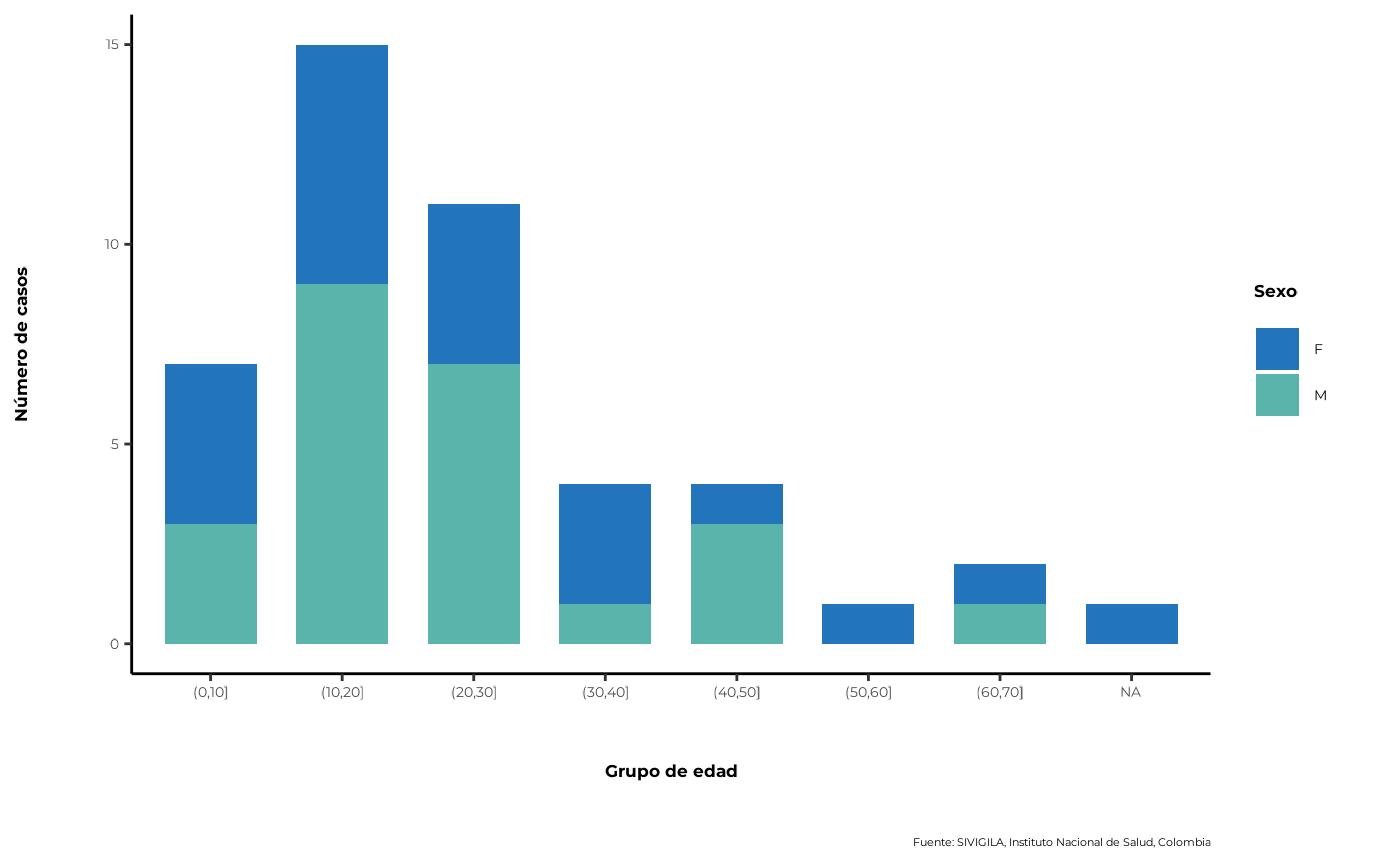 15
10
5
0
Número de casos
(0,10]
(10,20]
(20,30]
(30,40]
(40,50]
(50,60]
(60,70]
NA
Grupo de edad
Sexo
F
M
Fuente: SIVIGILA, Instituto Nacional de Salud, Colombia